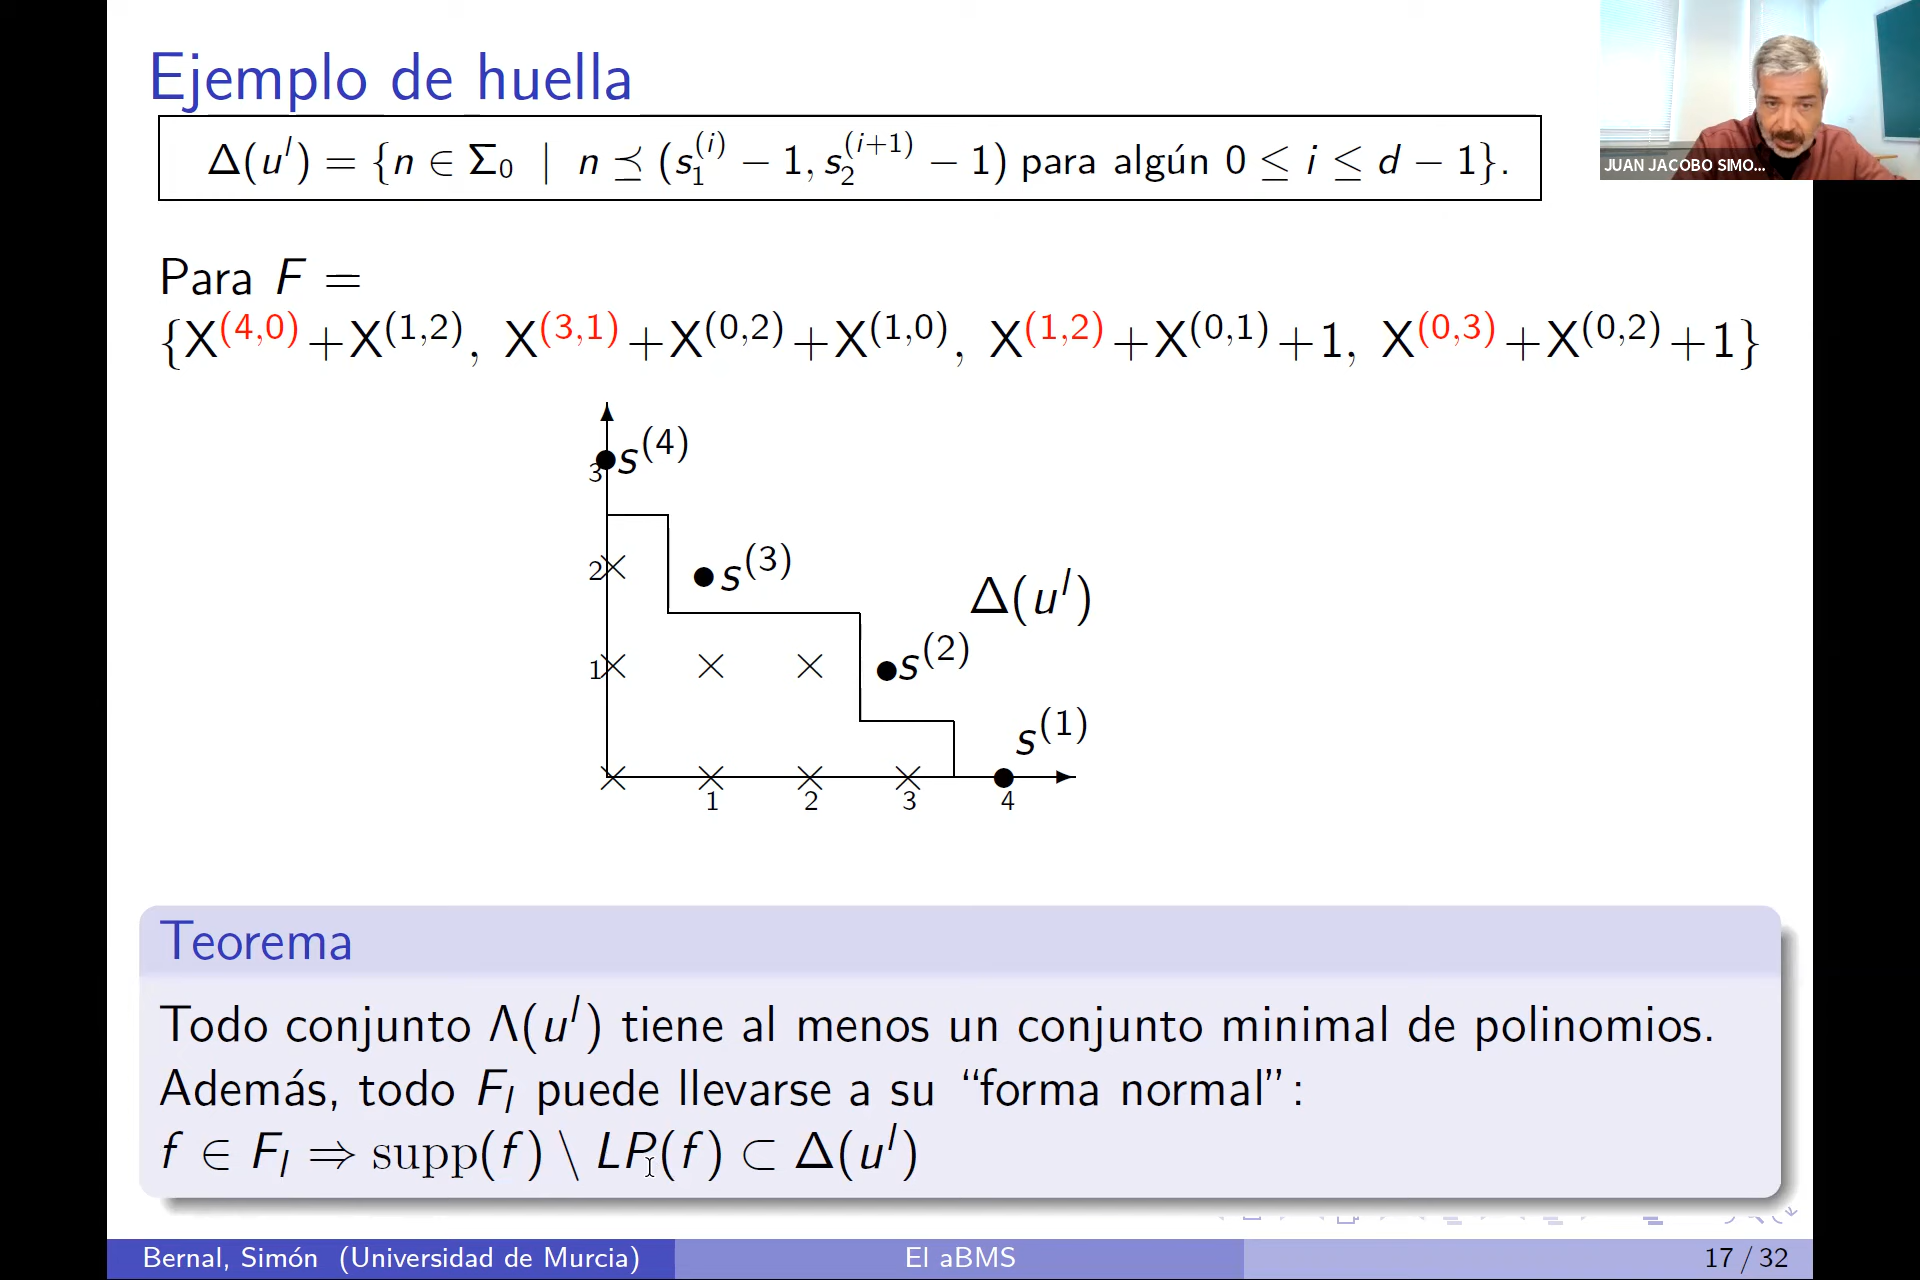 Ejemplo de huella
Δ(uˡ) = {n ∈ Σ₀ | n ⪯ (s₁⁽ⁱ⁾ − 1, s₂⁽ⁱ⁺¹⁾ − 1) para algún 0 ≤ i ≤ d − 1}.
JUAN JACOBO SIMO...
Para F =
{X^(4,0)+X^(1,2), X^(3,1)+X^(0,2)+X^(1,0), X^(1,2)+X^(0,1)+1, X^(0,3)+X^(0,2)+1}
s⁽⁴⁾
3
s⁽³⁾
2
Δ(uˡ)
s⁽²⁾
1
s⁽¹⁾
1 2 3 4
Teorema
Todo conjunto Λ(uˡ) tiene al menos un conjunto minimal de polinomios.
Además, todo F_l puede llevarse a su “forma normal”:
f ∈ F_l ⇒ supp(f) \ LP(f) ⊂ Δ(uˡ)
Bernal, Simón (Universidad de Murcia) El aBMS 17 / 32